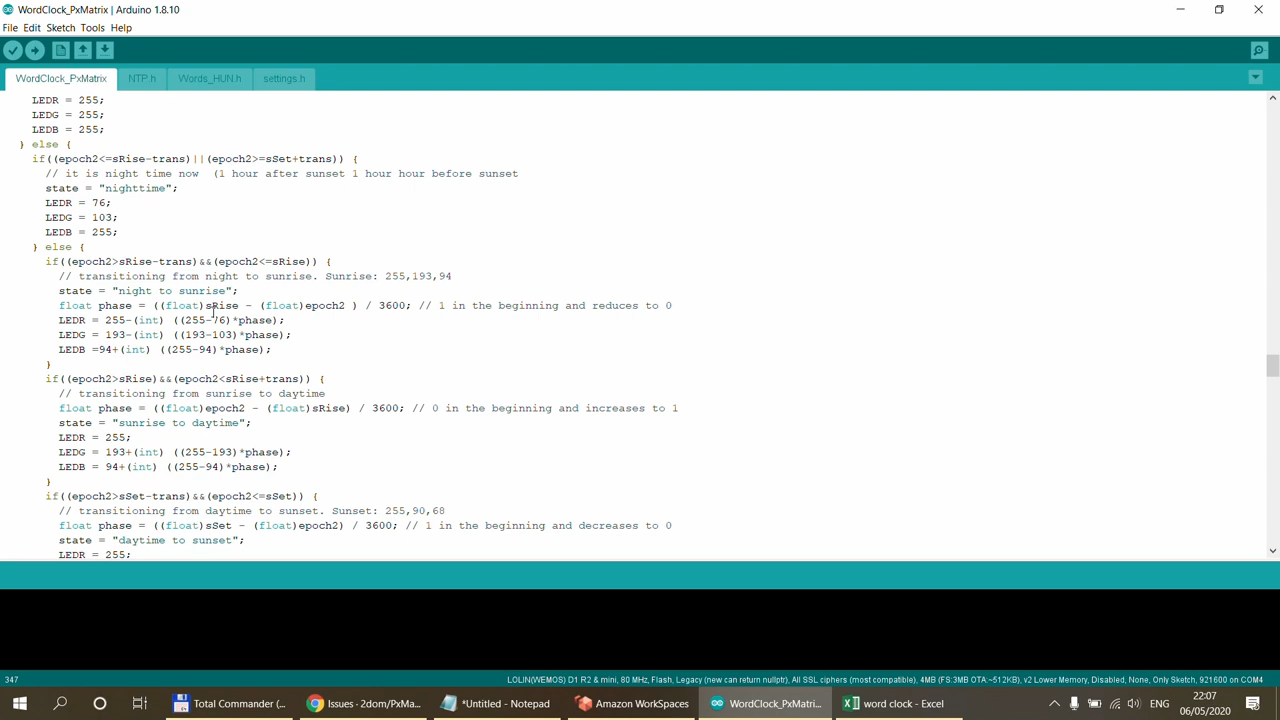 WordClock_PxMatrix | Arduino 1.8.10
File Edit Sketch Tools Help
WordClock_PxMatrix NTP.h Words_HUN.h settings.h
LEDR = 255;
LEDG = 255;
LEDB = 255;
} else {
if((epoch2<=sRise-trans)||(epoch2>=sSet+trans)) {
// it is night time now  (1 hour after sunset 1 hour hour before sunset
state = "nighttime";
LEDR = 76;
LEDG = 103;
LEDB = 255;
} else {
if((epoch2>sRise-trans)&&(epoch2<=sRise)) {
// transitioning from night to sunrise. Sunrise: 255,193,94
state = "night to sunrise";
float phase = ((float)sRise - (float)epoch2 ) / 3600; // 1 in the beginning and reduces to 0
LEDR = 255-(int) ((255-76)*phase);
LEDG = 193-(int) ((193-103)*phase);
LEDB =94+(int) ((255-94)*phase);
}
if((epoch2>sRise)&&(epoch2<sRise+trans)) {
// transitioning from sunrise to daytime
float phase = ((float)epoch2 - (float)sRise) / 3600; // 0 in the beginning and increases to 1
state = "sunrise to daytime";
LEDR = 255;
LEDG = 193+(int) ((255-193)*phase);
LEDB = 94+(int) ((255-94)*phase);
}
if((epoch2>sSet-trans)&&(epoch2<=sSet)) {
// transitioning from daytime to sunset. Sunset: 255,90,68
float phase = ((float)sSet - (float)epoch2) / 3600; // 1 in the beginning and decreases to 0
state = "daytime to sunset";
LEDR = 255;
347 LOLIN(WEMOS) D1 R2 & mini, 80 MHz, Flash, Legacy (new can return nullptr), All SSL ciphers (most compatible), 4MB (FS:3MB OTA:~512KB), v2 Lower Memory, Disabled, None, Only Sketch, 921600 on COM4
Total Commander (... Issues - 2dom/PxMa... *Untitled - Notepad Amazon WorkSpaces WordClock_PxMatri... word clock - Excel ENG 22:07
06/05/2020